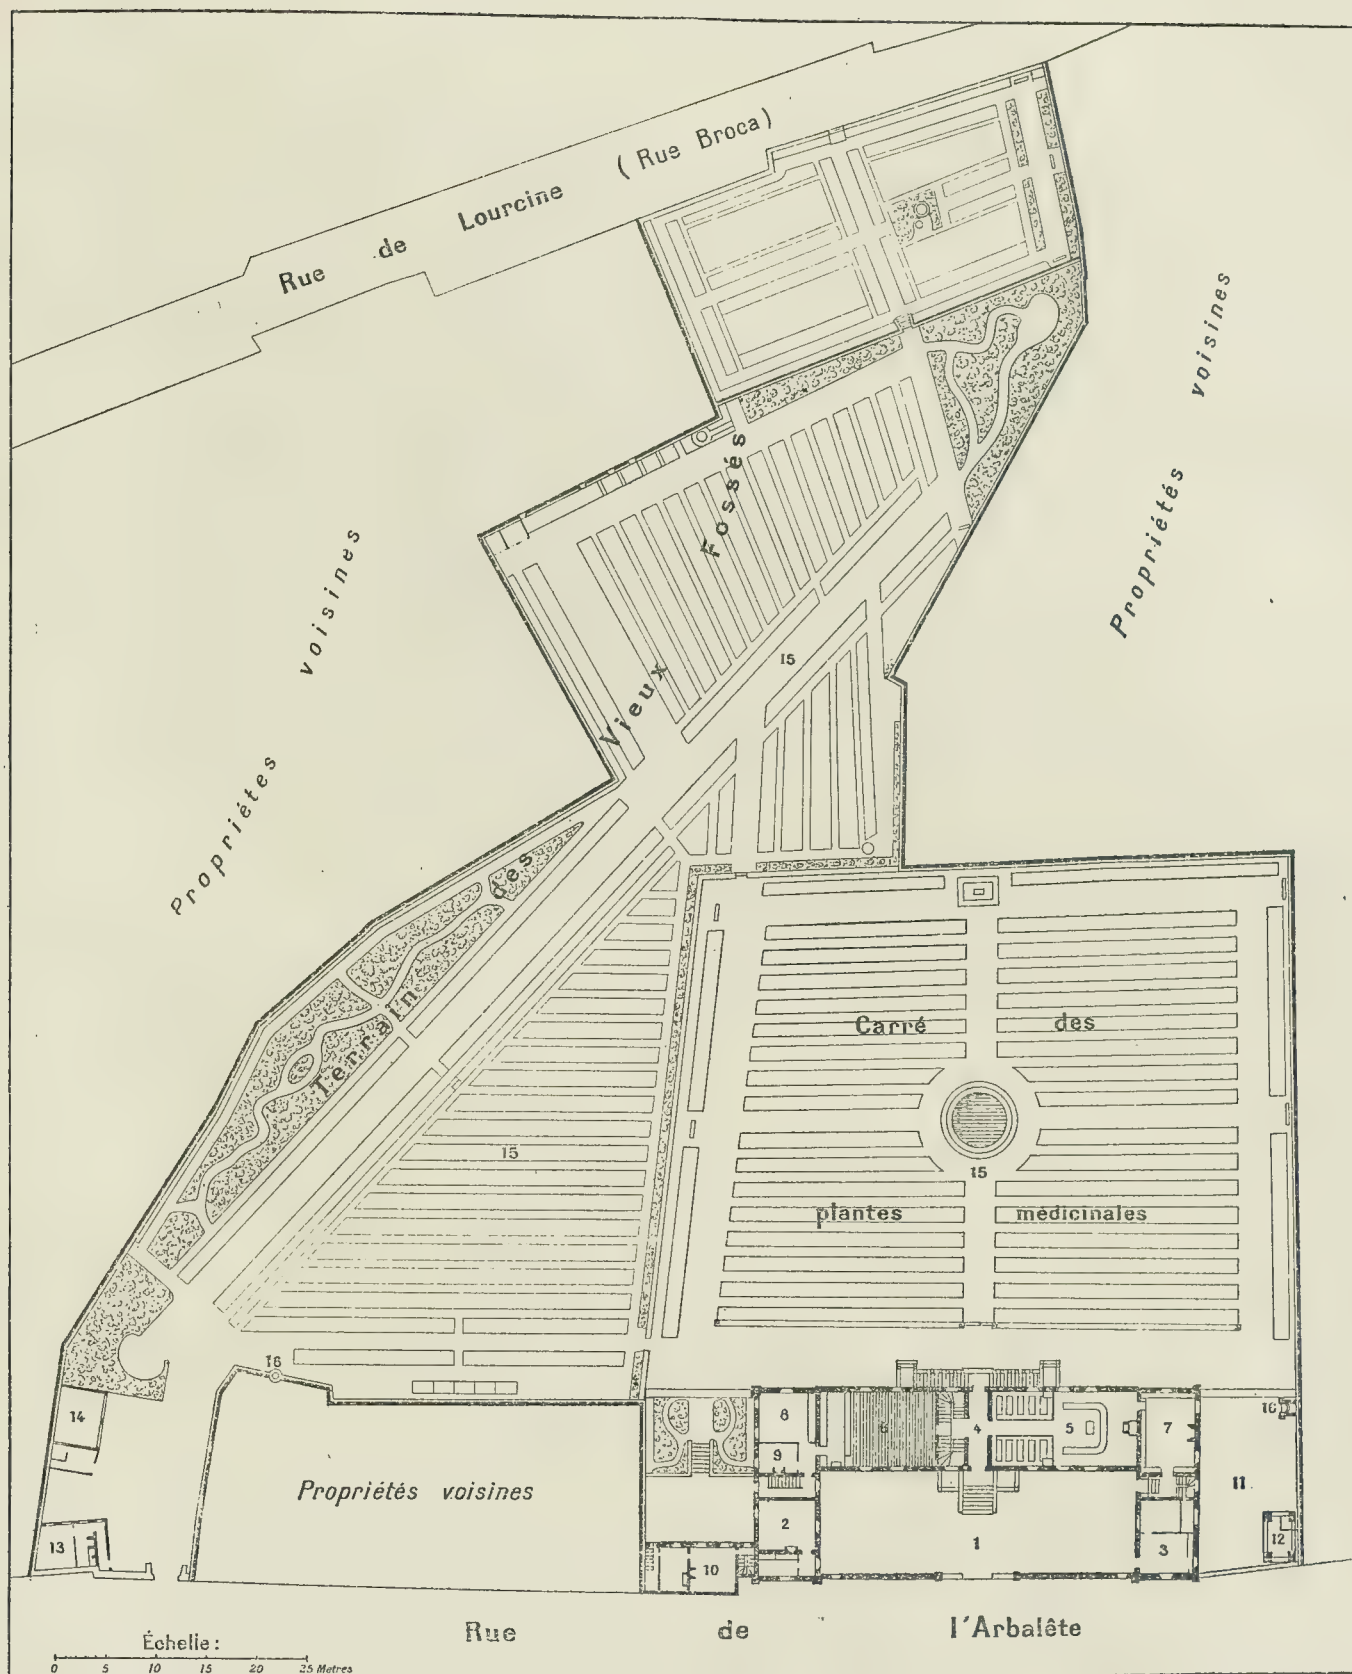 Rue de Lourcine (Rue Broca)
Propriétés voisines
Propriétes voisines
Terrain des Vieux Fossés
15
Carré des
15
15
plantes médicinales
16
14
8
6
4
5
7
16
9
11
Propriétés voisines
2
1
3
12
13
10
Rue de l'Arbalête
Échelle:
0 5 10 15 20 25 Metres